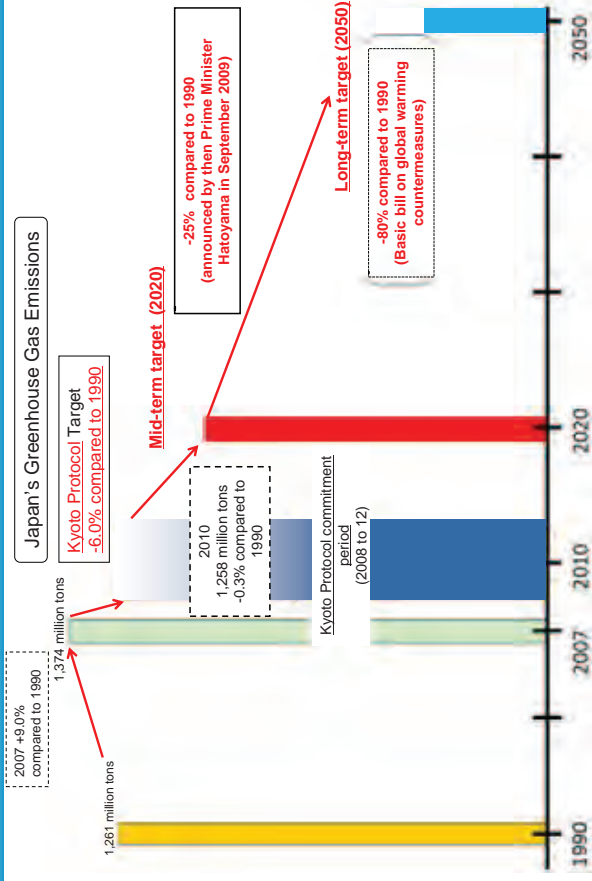 Japan's Greenhouse Gas Emissions
2007 +9.0%
compared to 1990
1,374 million tons
Kyoto Protocol Target
-6.0% compared to 1990
1,261 million tons
Mid-term target (2020)
-25% compared to 1990
(announced by then Prime Minister
Hatoyama in September 2009)
2010
1,258 million tons
-0.3% compared to
1990
Kyoto Protocol commitment
period
(2008 to 12)
Long-term target (2050)
-80% compared to 1990
(Basic bill on global warming
countermeasures)
1990
2007
2010
2020
2050